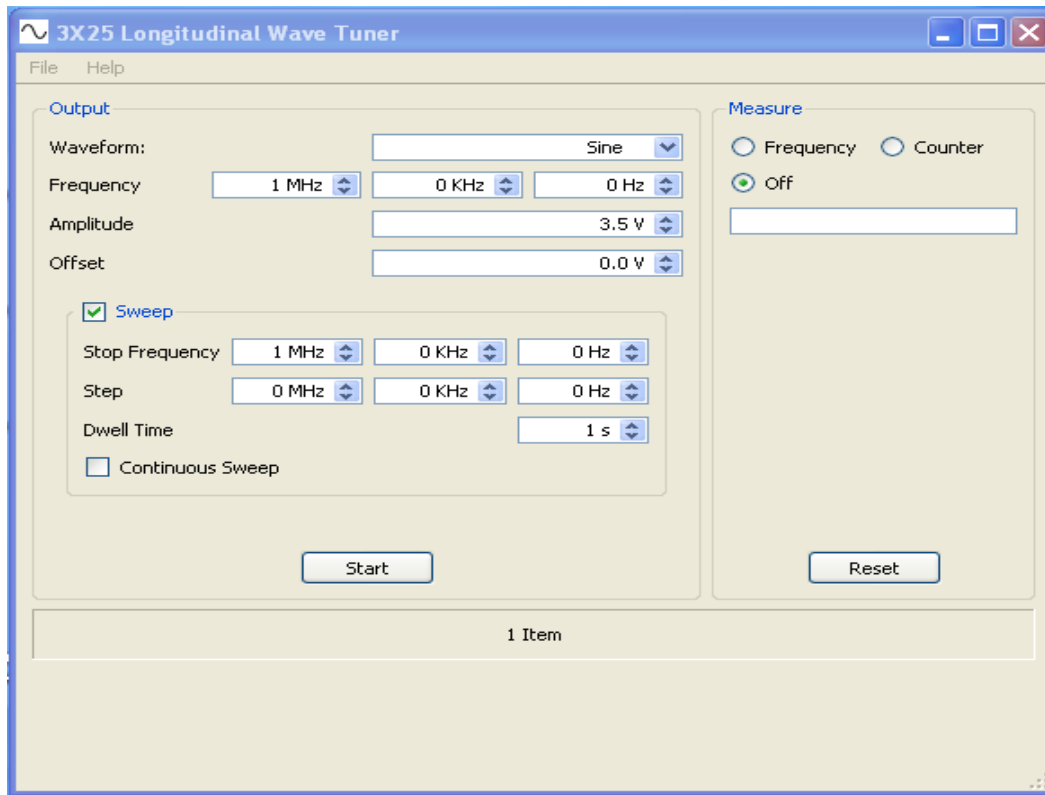 3X25 Longitudinal Wave Tuner
File Help
Output
Waveform: Sine
Frequency 1 MHz 0 KHz 0 Hz
Amplitude 3.5 V
Offset 0.0 V
Sweep
Stop Frequency 1 MHz 0 KHz 0 Hz
Step 0 MHz 0 KHz 0 Hz
Dwell Time 1 s
Continuous Sweep
Start
Measure
Frequency Counter
Off
Reset
1 Item